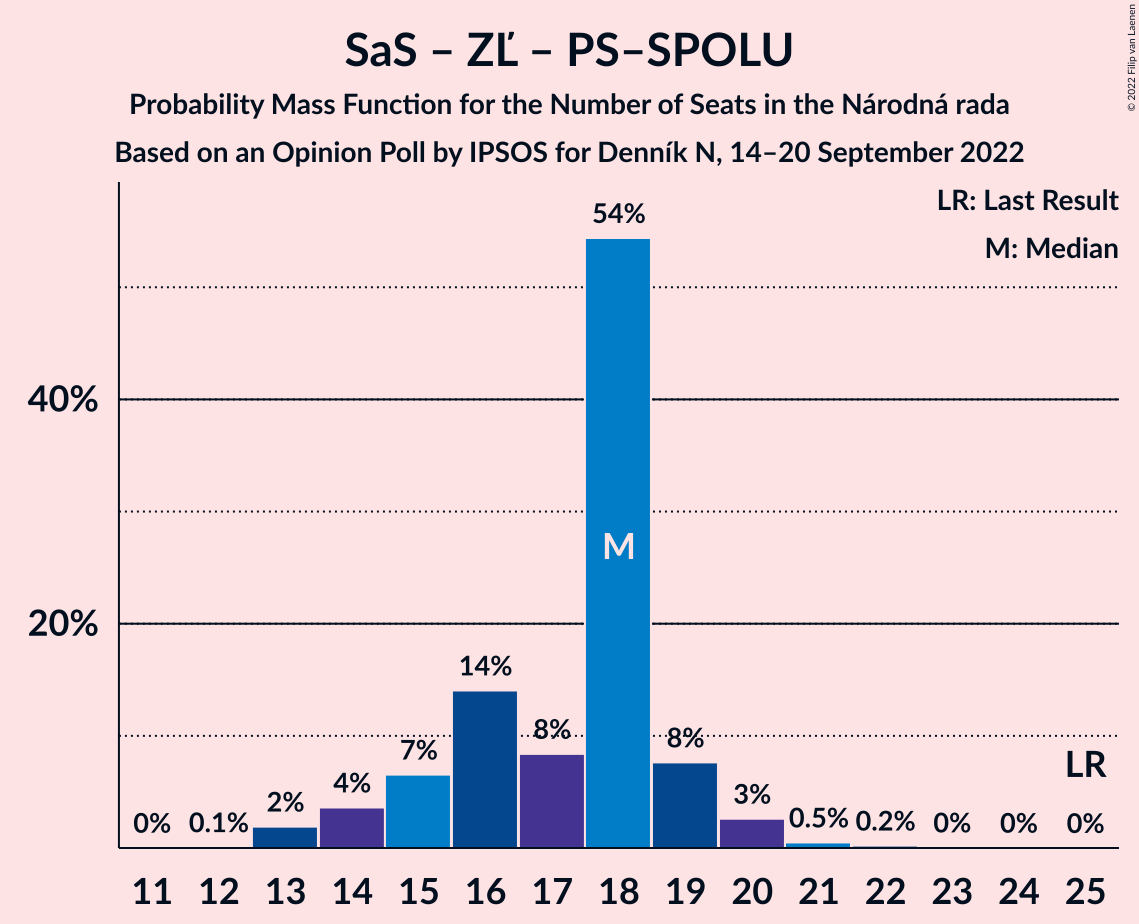 SaS – ZĽ – PS–SPOLU
Probability Mass Function for the Number of Seats in the Národná rada
Based on an Opinion Poll by IPSOS for Denník N, 14–20 September 2022
© 2022 Filip van Laenen
LR: Last Result
M: Median
54%
40%
M
20%
14%
8%
8%
7%
LR
4%
3%
2%
0.5%
0.2%
0%
0.1%
0%
0%
0%
11 12 13 14 15 16 17 18 19 20 21 22 23 24 25